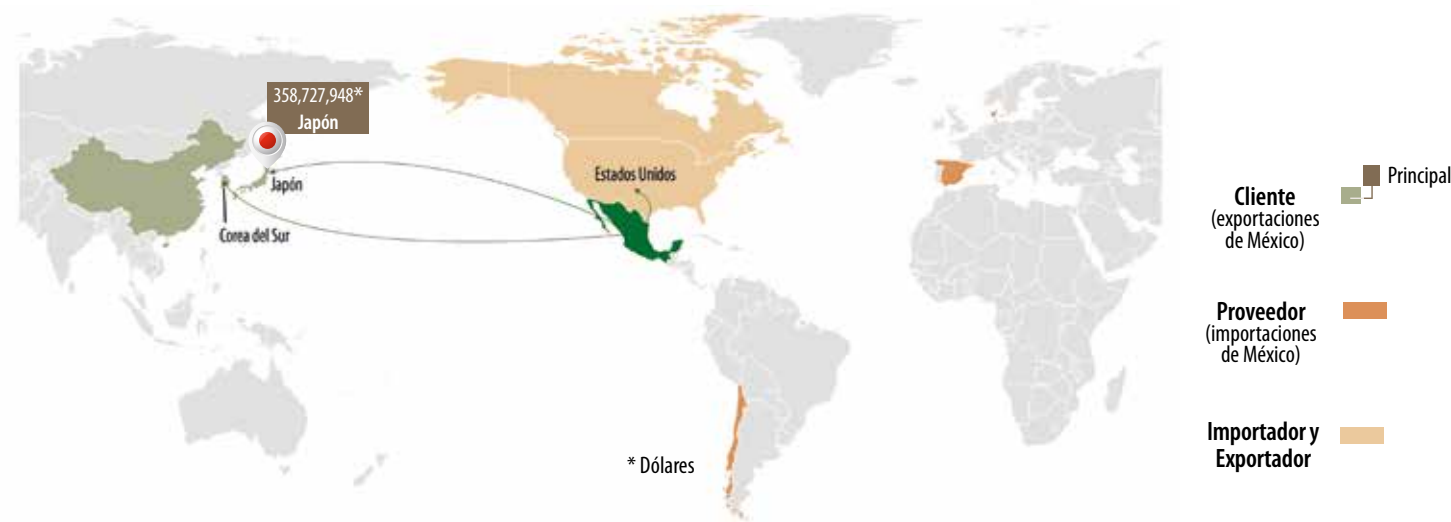 358,727,948*
Japón
Japón
Corea del Sur
Estados Unidos
* Dólares
Principal
Cliente
(exportaciones
de México)
Proveedor
(importaciones
de México)
Importador y
Exportador